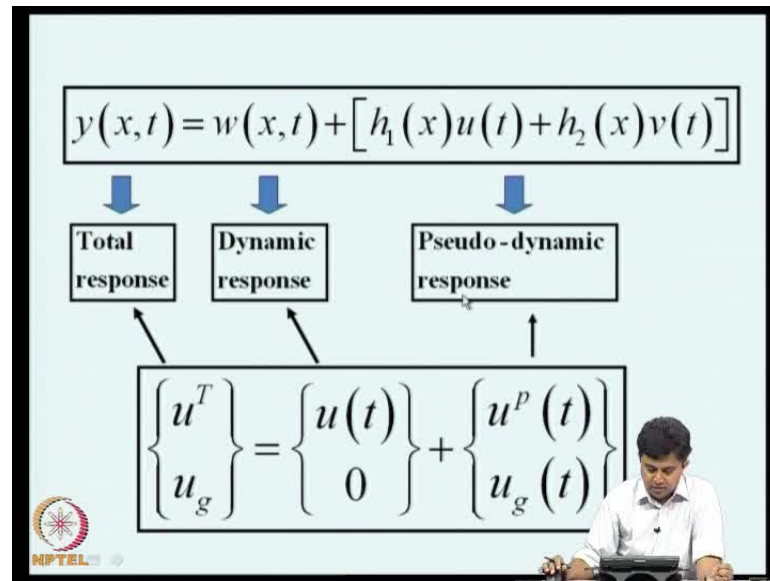 y(x,t) = w(x,t) + [h₁(x)u(t) + h₂(x)v(t)]
Total response
Dynamic response
Pseudo-dynamic response
{u^T u_g} = {u(t) 0} + {u^p(t) u_g(t)}
NPTEL